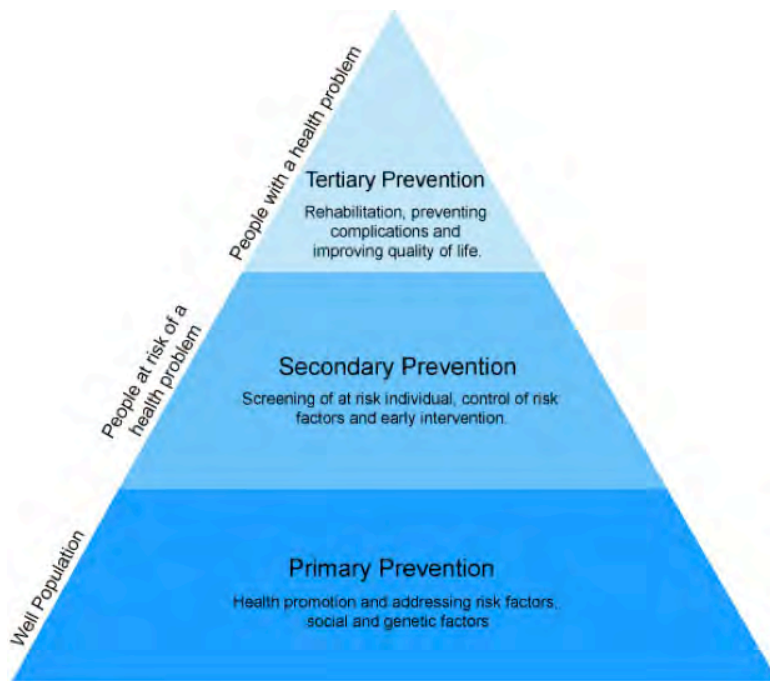 People with a health problem
Tertiary Prevention
Rehabilitation, preventing
complications and
improving quality of life.
People at risk of a
health problem
Secondary Prevention
Screening of at risk individual, control of risk
factors and early intervention.
Well Population
Primary Prevention
Health promotion and addressing risk factors,
social and genetic factors